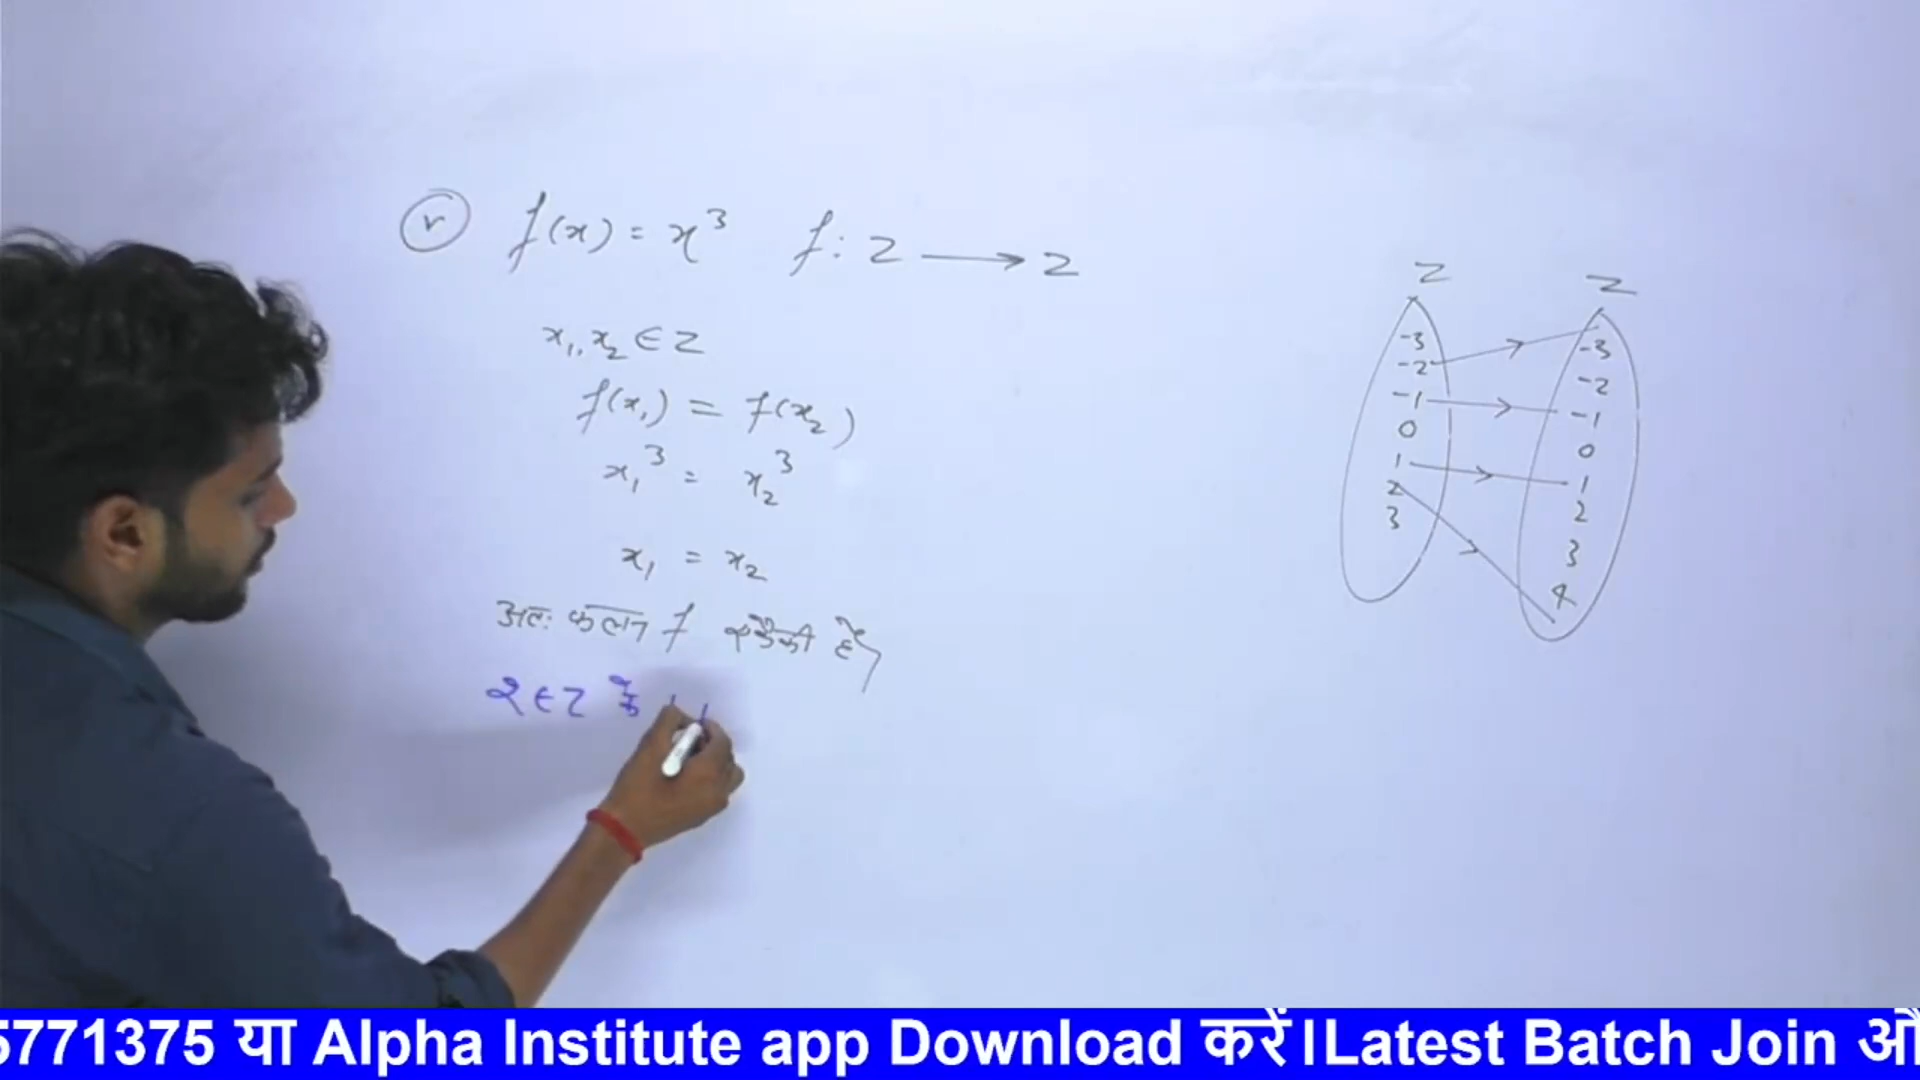 (v) f(x) = x³ f : Z ⟶ Z
x₁, x₂ ∈ Z
f(x₁) = f(x₂)
x₁³ = x₂³
x₁ = x₂
अतः फलन f एकैकी है
2 ∈ Z के
Z Z
-3 -3
-2 -2
-1 -1
0 0
1 1
2 2
3 3
4
5771375 या Alpha Institute app Download करें।Latest Batch Join औ